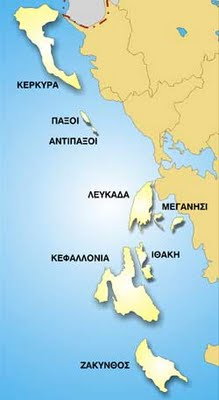 ΚΕΡΚΥΡΑ
ΠΑΞΟΙ
ΑΝΤΙΠΑΞΟΙ
ΛΕΥΚΑΔΑ
ΜΕΓΑΝΗΣΙ
ΚΕΦΑΛΛΟΝΙΑ
ΙΘΑΚΗ
ΖΑΚΥΝΘΟΣ